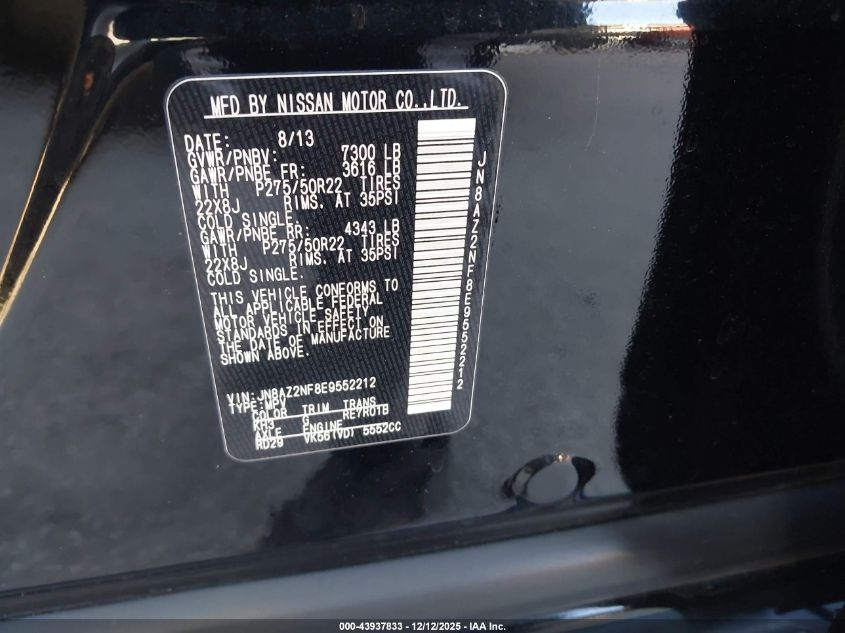 MFD BY NISSAN MOTOR CO.,LTD.
DATE: 8/13
GVWR/PNBV: 7300 LB
GAWR/PNBE FR: 3616 LB
WITH P275/50R22 TIRES
22X8J RIMS. AT 35PSI
COLD SINGLE.
GAWR/PNBE-RR: 4343 LB
WITH P275/50R22 TIRES
22X8J RIMS. AT 35PSI
COLD SINGLE.
THIS VEHICLE CONFORMS TO
ALL APPLICABLE FEDERAL
MOTOR VEHICLE SAFETY
STANDARDS IN EFFECT ON
THE DATE OF MANUFACTURE
SHOWN ABOVE.
VIN:JN8AZ2NF8E9552212
TYPE:MPV
COLOR TRIM TRANS
KH3 G RE7R01B
AXLE ENGINE
RD29 VK56(VD) 5552CC
JN8AZ2NF8E9552212
000-43937833 - 12/12/2025 - IAA Inc.